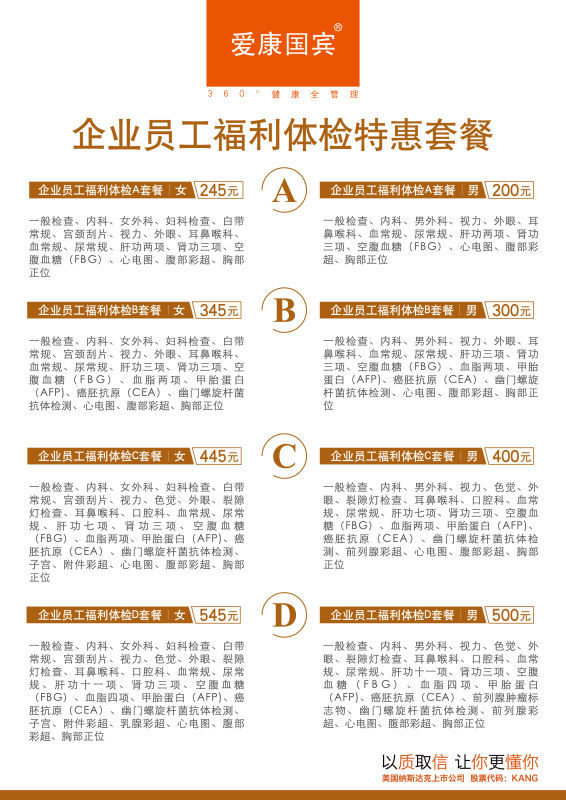 爱康国宾®
360°健康全管理
企业员工福利体检特惠套餐
企业员工福利体检A套餐 | 女 245元
A
企业员工福利体检A套餐 | 男 200元
一般检查、内科、女外科、妇科检查、白带
常规、宫颈刮片、视力、外眼、耳鼻喉科、
血常规、尿常规、肝功两项、肾功三项、空
腹血糖（FBG）、心电图、腹部彩超、胸部
正位
一般检查、内科、男外科、视力、外眼、耳
鼻喉科、血常规、尿常规、肝功两项、肾功
三项、空腹血糖（FBG）、心电图、腹部彩
超、胸部正位
企业员工福利体检B套餐 | 女 345元
B
企业员工福利体检B套餐 | 男 300元
一般检查、内科、女外科、妇科检查、白带
常规、宫颈刮片、视力、外眼、耳鼻喉科、
血常规、尿常规、肝功三项、肾功三项、空
腹血糖（FBG）、血脂两项、甲胎蛋白
（AFP)、癌胚抗原（CEA）、幽门螺旋杆菌
抗体检测、心电图、腹部彩超、胸部正位
一般检查、内科、男外科、视力、外眼、耳
鼻喉科、血常规、尿常规、肝功三项、肾功
三项、空腹血糖（FBG）、血脂两项、甲胎
蛋白（AFP)、癌胚抗原（CEA）、幽门螺旋
杆菌抗体检测、心电图、腹部彩超、胸部正
位
企业员工福利体检C套餐 | 女 445元
C
企业员工福利体检C套餐 | 男 400元
一般检查、内科、女外科、妇科检查、白带
常规、宫颈刮片、视力、色觉、外眼、裂隙
灯检查、耳鼻喉科、口腔科、血常规、尿常
规、肝功七项、肾功三项、空腹血糖
（FBG）、血脂两项、甲胎蛋白（AFP)、癌
胚抗原（CEA）、幽门螺旋杆菌抗体检测、
子宫、附件彩超、心电图、腹部彩超、胸部
正位
一般检查、内科、男外科、视力、色觉、外
眼、裂隙灯检查、耳鼻喉科、口腔科、血常
规、尿常规、肝功七项、肾功三项、空腹血
糖（FBG）、血脂两项、甲胎蛋白（AFP)、
癌胚抗原（CEA）、幽门螺旋杆菌抗体检
测、前列腺彩超、心电图、腹部彩超、胸部
正位
企业员工福利体检D套餐 | 女 545元
D
企业员工福利体检D套餐 | 男 500元
一般检查、内科、女外科、妇科检查、白带
常规、宫颈刮片、视力、色觉、外眼、裂隙
灯检查、耳鼻喉科、口腔科、血常规、尿常
规、肝功十一项、肾功三项、空腹血糖
（FBG）、血脂四项、甲胎蛋白（AFP)、癌
胚抗原（CEA）、幽门螺旋杆菌抗体检测、
子宫、附件彩超、乳腺彩超、心电图、腹部
彩超、胸部正位
一般检查、内科、男外科、视力、色觉、外
眼、裂隙灯检查、耳鼻喉科、口腔科、血常
规、尿常规、肝功十一项、肾功三项、空腹
血糖（FBG）、血脂四项、甲胎蛋白
（AFP)、癌胚抗原（CEA）、前列腺肿瘤标
志物、幽门螺旋杆菌抗体检测、前列腺彩
超、心电图、腹部彩超、胸部正位
以质取信 让你更懂你
美国纳斯达克上市公司 股票代码：KANG